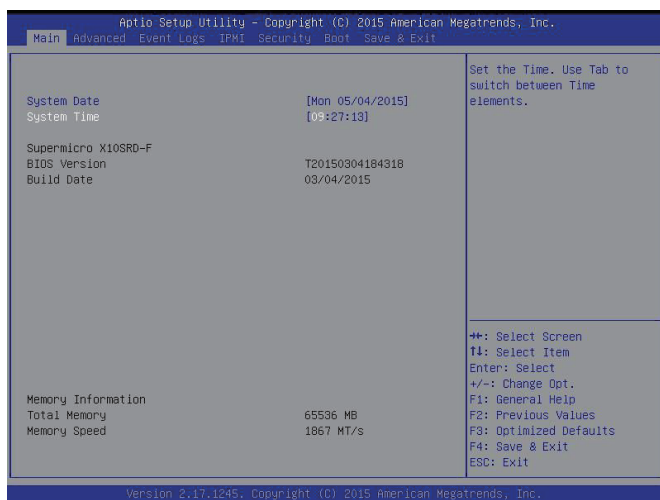 Aptio Setup Utility - Copyright (C) 2015 American Megatrends, Inc.
Main Advanced Event Logs IPMI Security Boot Save & Exit
Set the Time. Use Tab to
switch between Time
elements.
System Date [Mon 05/04/2015]
System Time [09:27:13]
Supermicro X10SRD-F
BIOS Version T20150304184318
Build Date 03/04/2015
Memory Information
Total Memory 65536 MB
Memory Speed 1867 MT/s
→←: Select Screen
↑↓: Select Item
Enter: Select
+/-: Change Opt.
F1: General Help
F2: Previous Values
F3: Optimized Defaults
F4: Save & Exit
ESC: Exit
Version 2.17.1245. Copyright (C) 2015 American Megatrends, Inc.